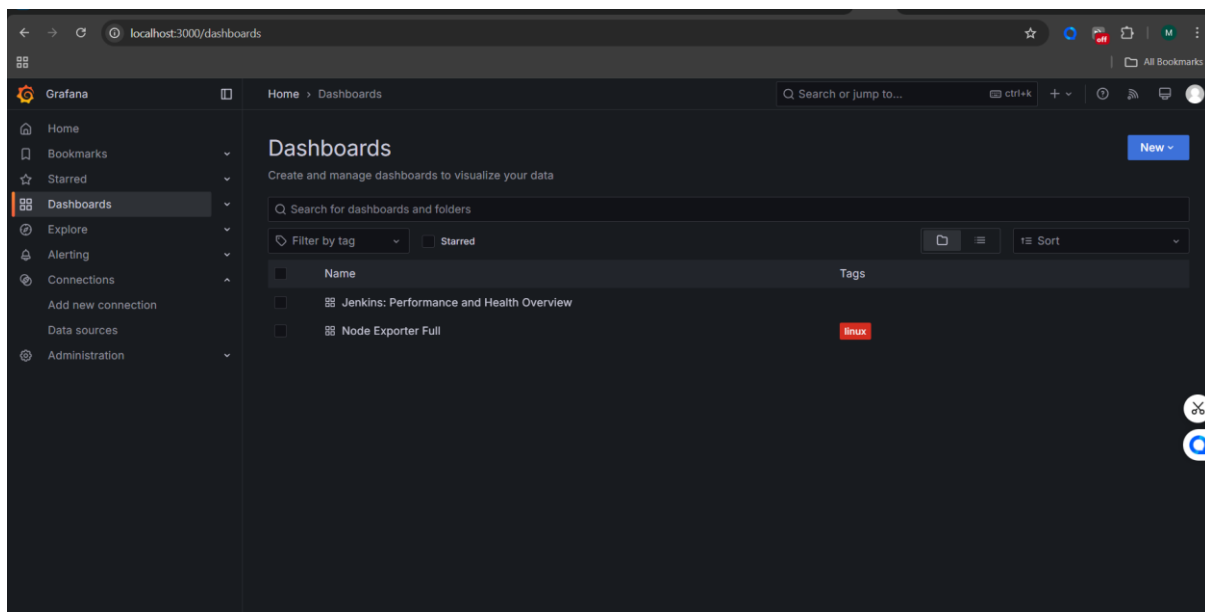 localhost:3000/dashboards
off
M
All Bookmarks
Grafana
Home > Dashboards
Search or jump to...
ctrl+k
Home
Bookmarks
Starred
Dashboards
Explore
Alerting
Connections
Add new connection
Data sources
Administration
Dashboards
New
Create and manage dashboards to visualize your data
Search for dashboards and folders
Filter by tag
Starred
Sort
Name Tags
Jenkins: Performance and Health Overview
Node Exporter Full linux